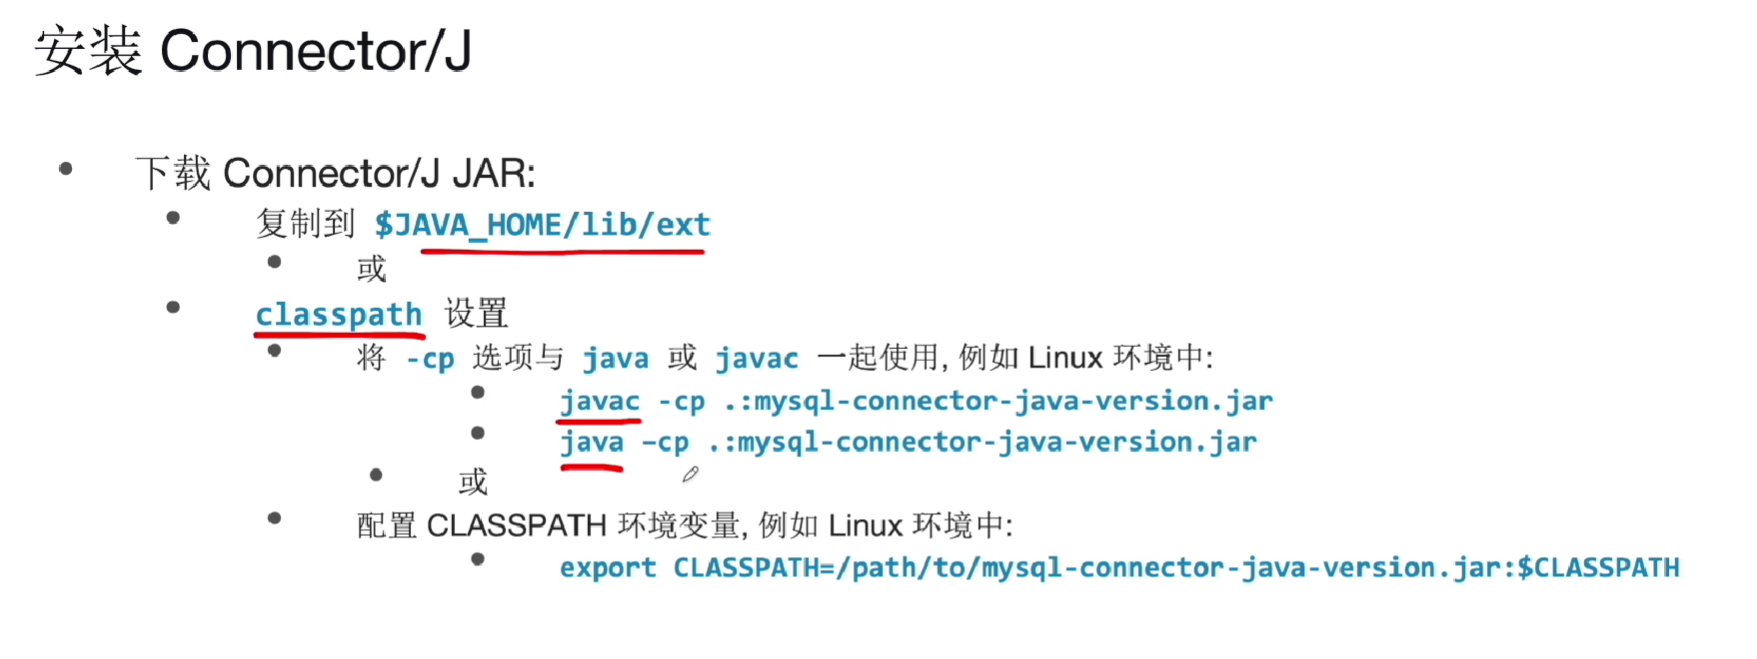 安装 Connector/J
下载 Connector/J JAR:
复制到 $JAVA_HOME/lib/ext
或
classpath 设置
将 -cp 选项与 java 或 javac 一起使用, 例如 Linux 环境中:
javac -cp .:mysql-connector-java-version.jar
java –cp .:mysql-connector-java-version.jar
或
配置 CLASSPATH 环境变量, 例如 Linux 环境中:
export CLASSPATH=/path/to/mysql-connector-java-version.jar:$CLASSPATH